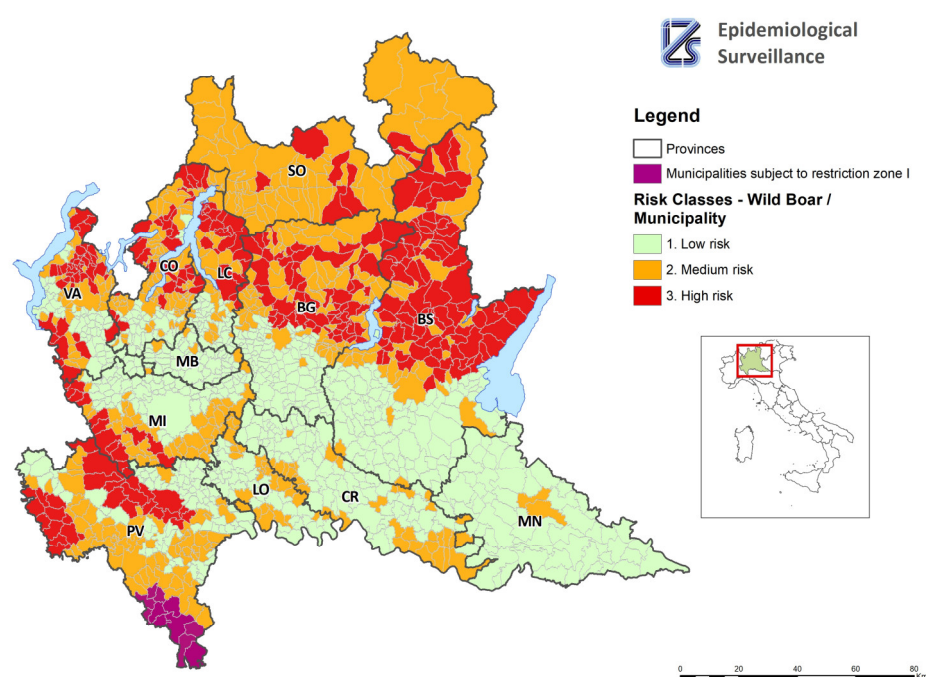 Epidemiological
Surveillance
Legend
Provinces
Municipalities subject to restriction zone I
Risk Classes - Wild Boar /
Municipality
1. Low risk
2. Medium risk
3. High risk
SO
CO
LC
VA
BG
BS
MB
MI
LO
CR
PV
MN
0 20 40 60 80
Km